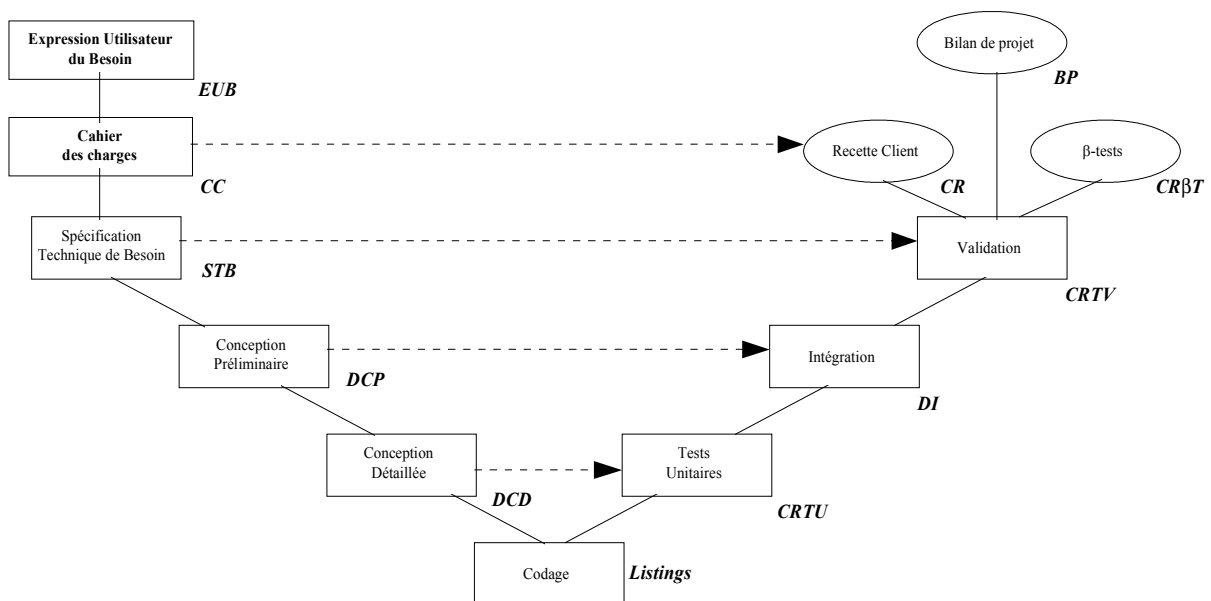 Expression Utilisateur
du Besoin
EUB
Bilan de projet
BP
Cahier
des charges
CC
Recette Client
CR
β-tests
CRβT
Spécification
Technique de Besoin
STB
Validation
CRTV
Conception
Préliminaire
DCP
Intégration
DI
Conception
Détaillée
DCD
Tests
Unitaires
CRTU
Codage
Listings